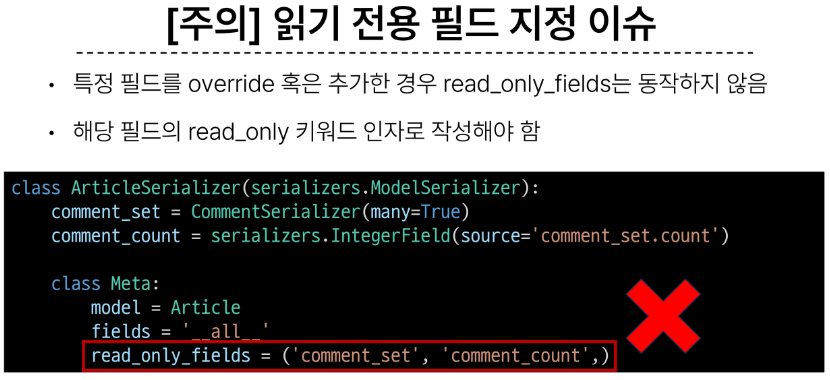 [주의] 읽기 전용 필드 지정 이슈
• 특정 필드를 override 혹은 추가한 경우 read_only_fields는 동작하지 않음
• 해당 필드의 read_only 키워드 인자로 작성해야 함
class ArticleSerializer(serializers.ModelSerializer):
    comment_set = CommentSerializer(many=True)
    comment_count = serializers.IntegerField(source='comment_set.count')
    class Meta:
        model = Article
        fields = '__all__'
        read_only_fields = ('comment_set', 'comment_count',)